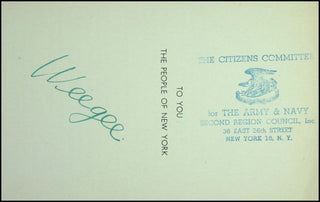 Weegee
TO YOU
THE PEOPLE OF NEW YORK
THE CITIZENS COMMITTEE
for THE ARMY & NAVY
SECOND REGION COUNCIL, Inc.
36 EAST 36th STREET
NEW YORK 16, N. Y.